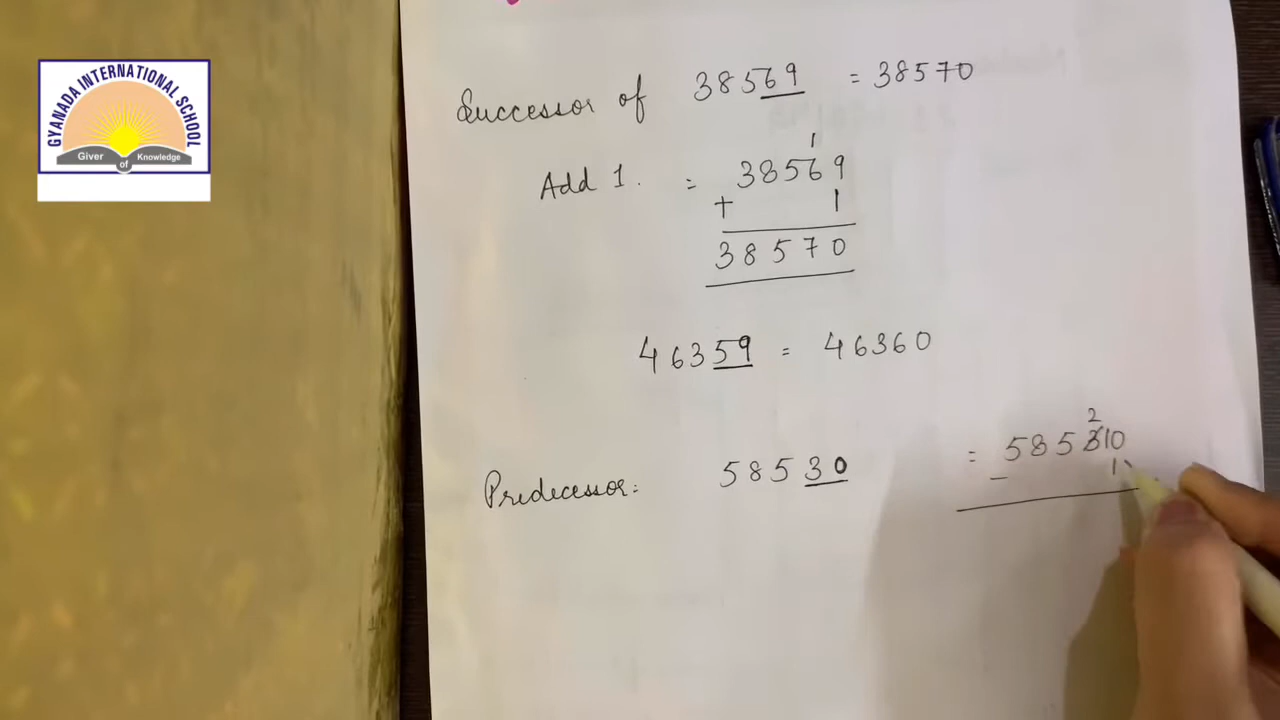 GYANADA INTERNATIONAL SCHOOL
Giver of Knowledge
Successor of 38569 = 38570
1
Add 1. = 38569
+ 1
38570
46359 = 46360
2
Predecessor: 58530 = 585310
- 1